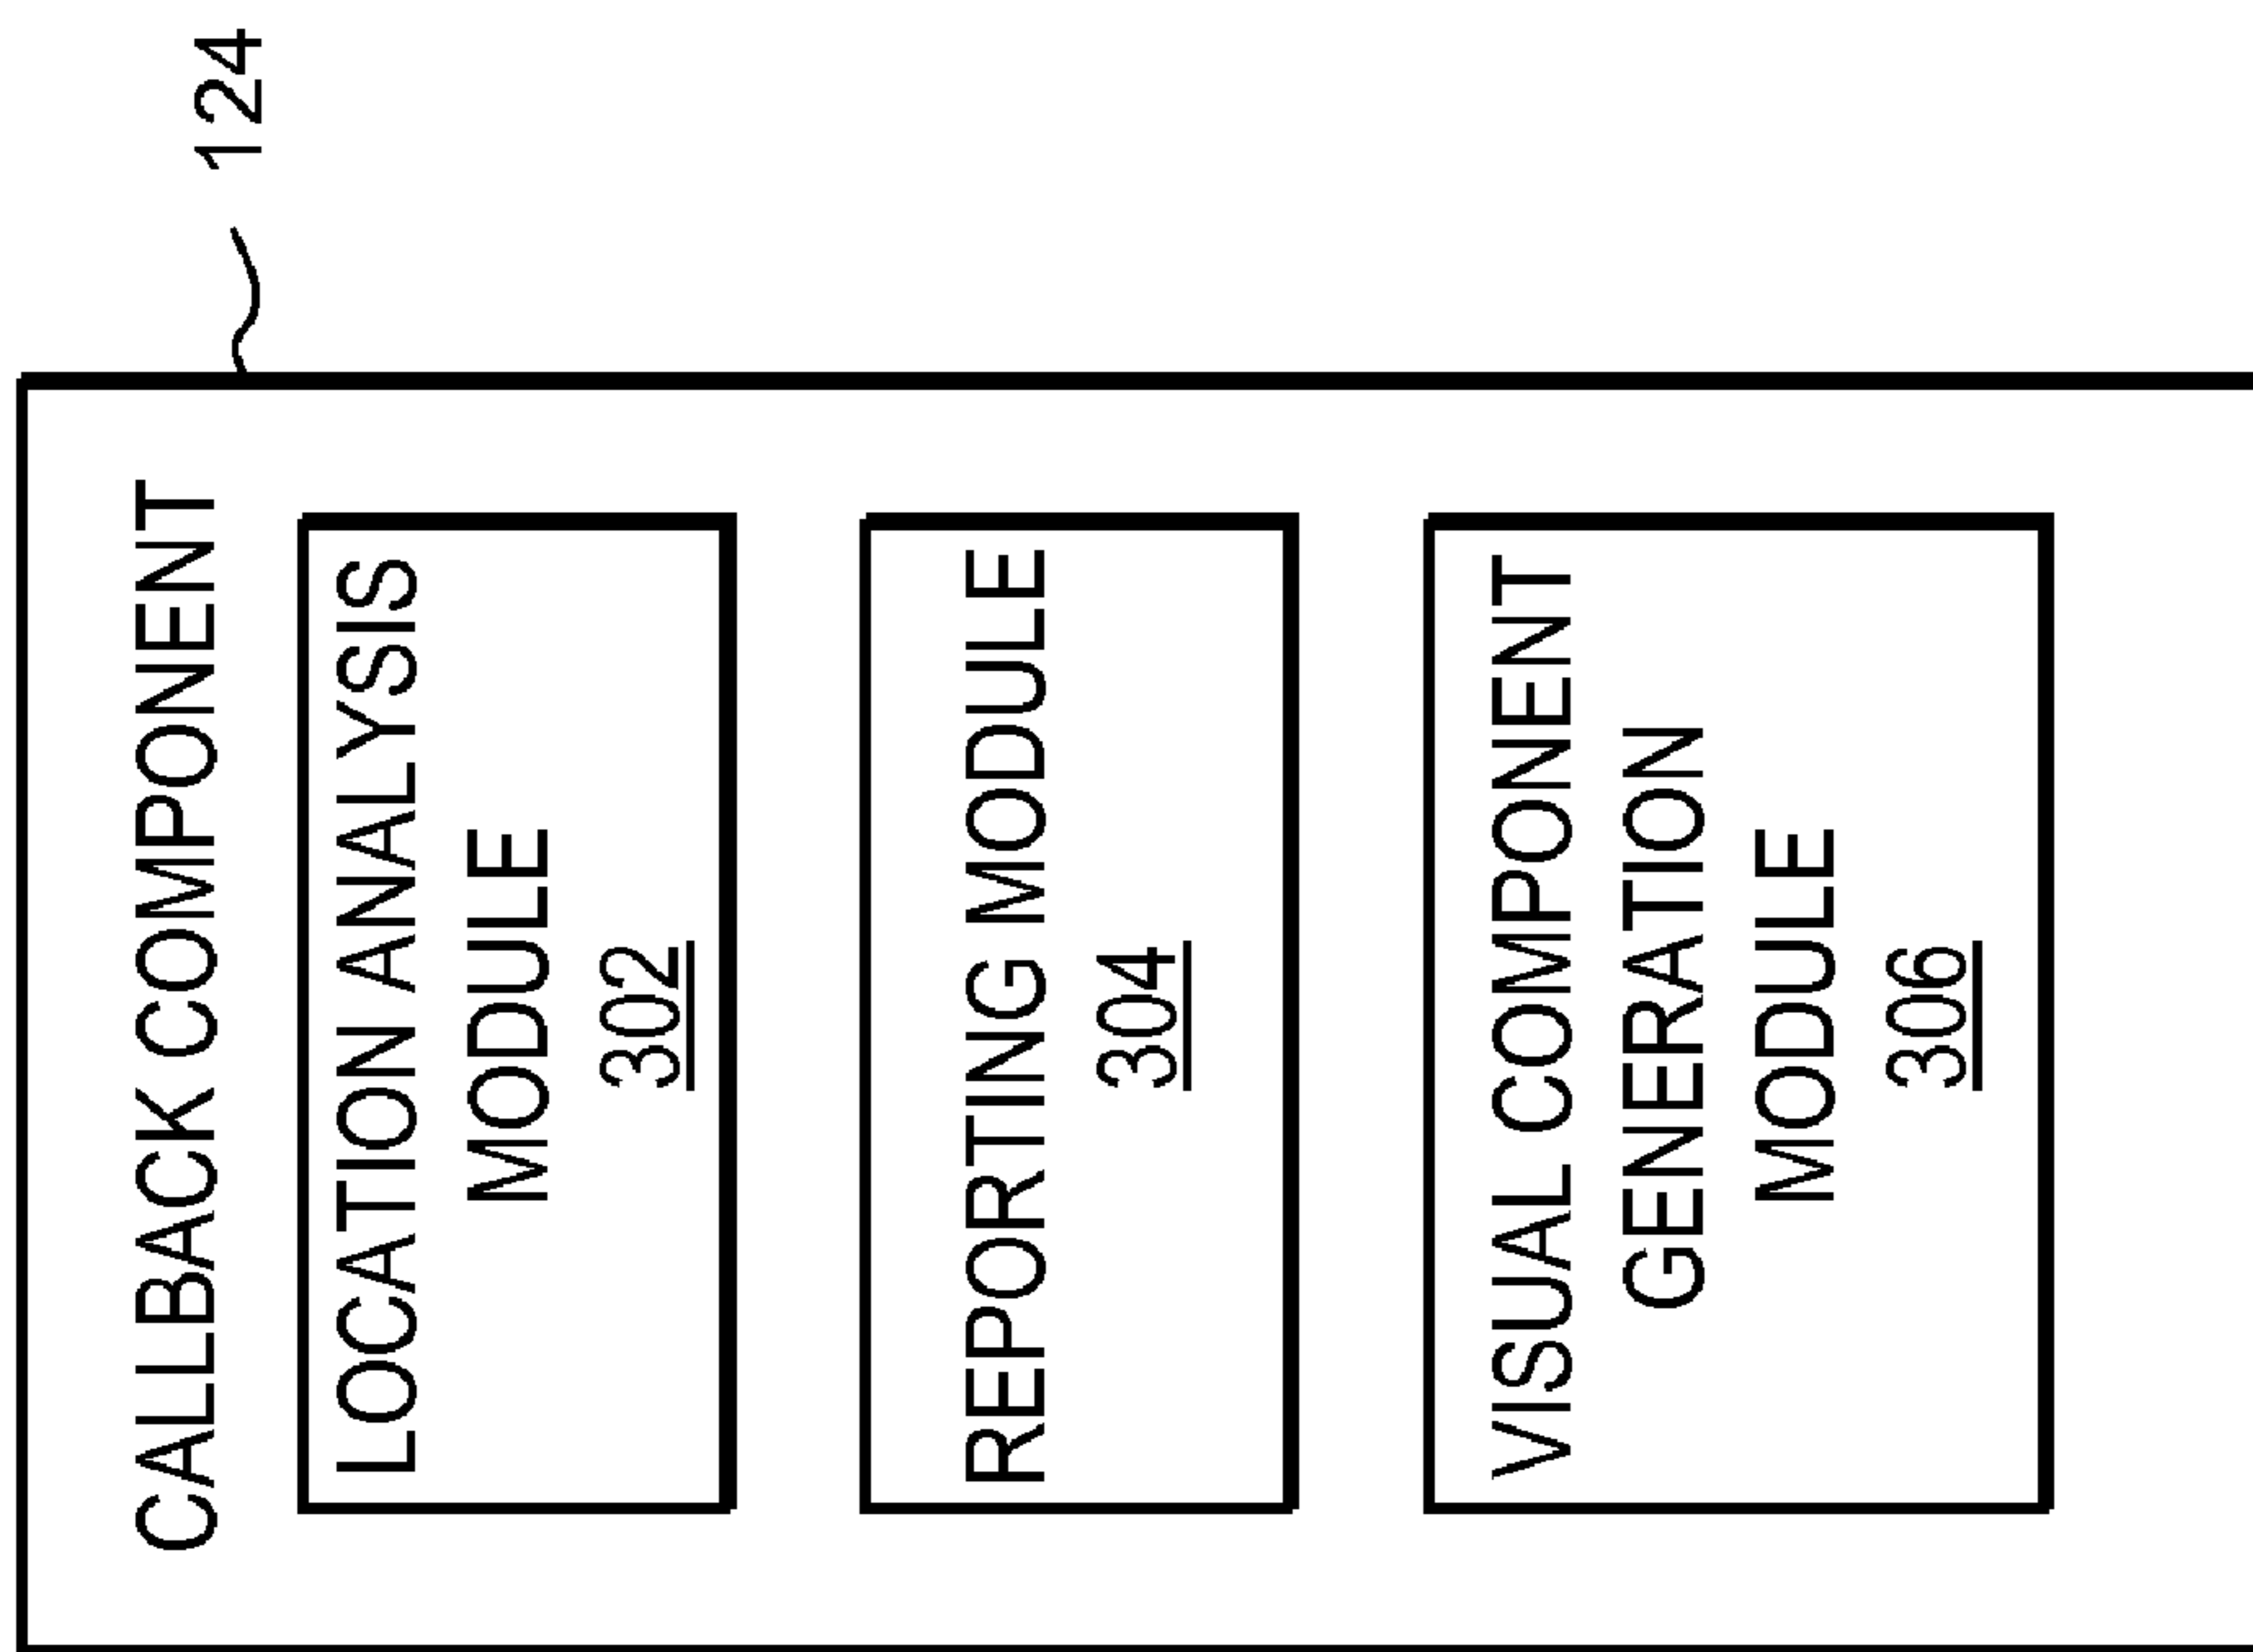 124
CALLBACK COMPONENT
LOCATION ANALYSIS
MODULE
302
REPORTING MODULE
304
VISUAL COMPONENT
GENERATION
MODULE
306